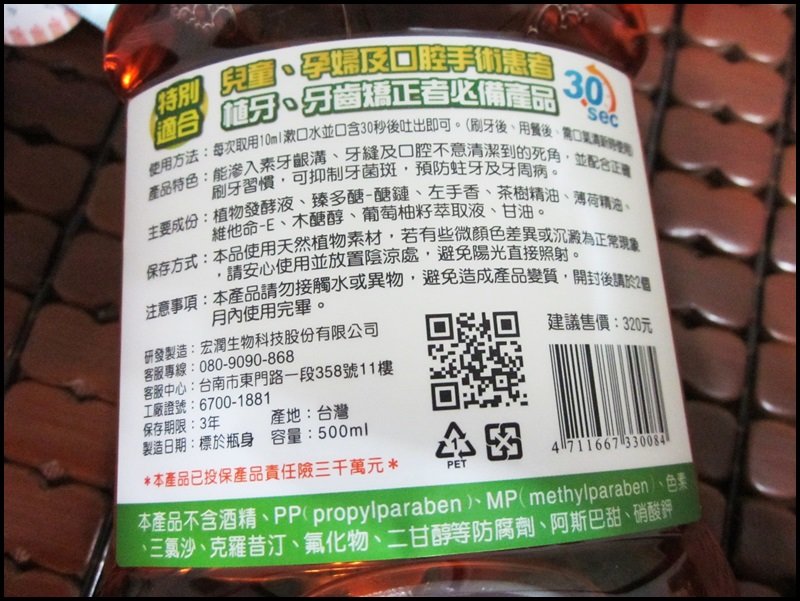 特別
適合
兒童、孕婦及口腔手術患者
植牙、牙齒矯正者必備產品
30
sec
使用方法：每次取用10ml漱口水並口含30秒後吐出即可。(刷牙後、用餐後、需口氣清新時使用)
產品特色：能滲入素牙齦溝、牙縫及口腔不意清潔到的死角，並配合正確
刷牙習慣，可抑制牙菌斑，預防蛀牙及牙周病。
主要成份：植物發酵液、臻多醣-醣鏈、左手香、茶樹精油、薄荷精油、
維他命-E、木醣醇、葡萄柚籽萃取液、甘油。
保存方式：本品使用天然植物素材，若有些微顏色差異或沉澱為正常現象
，請安心使用並放置陰涼處，避免陽光直接照射。
注意事項：本產品請勿接觸水或異物，避免造成產品變質，開封後請於2個
月內使用完畢。
建議售價：320元
研發製造：宏潤生物科技股份有限公司
客服專線：080-9090-868
客服中心：台南市東門路一段358號11樓
工廠證號：6700-1881
保存期限：3年 產地：台灣
製造日期：標於瓶身 容量：500ml
1
PET
4 711667 330084
*本產品已投保產品責任險三千萬元*
本產品不含酒精、PP(propylparaben)、MP(methylparaben)、色素
、三氯沙、克羅昔汀、氟化物、二甘醇等防腐劑、阿斯巴甜、硝酸鉀